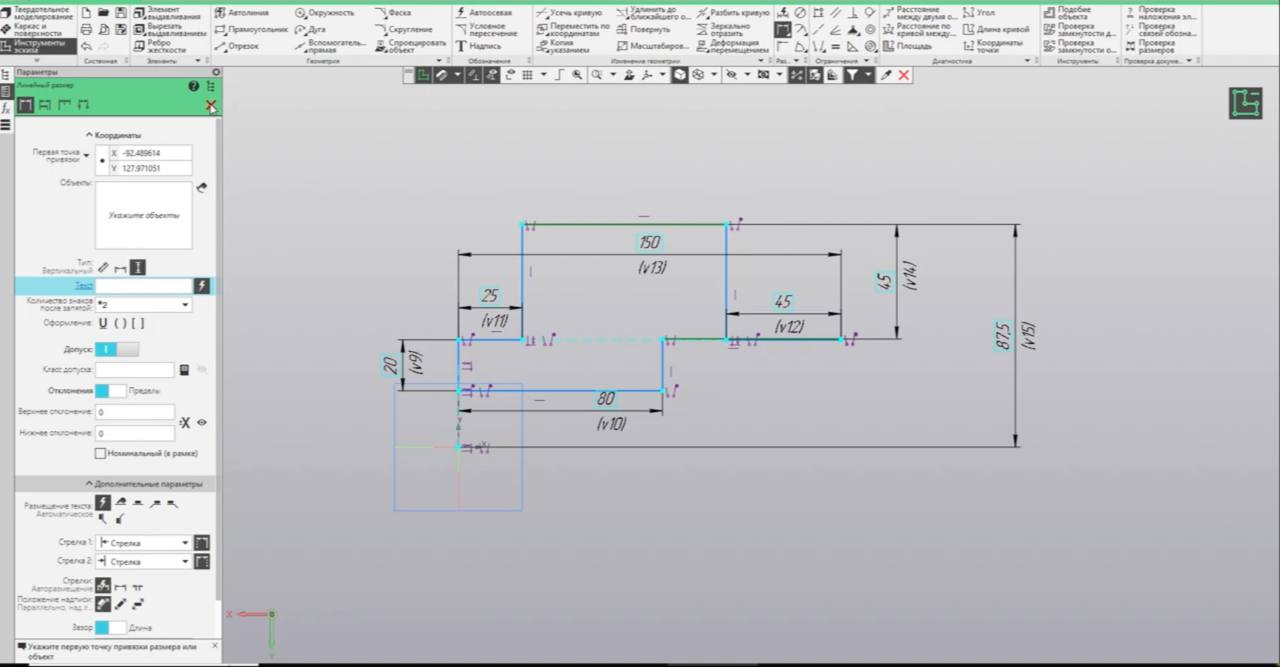 Твердотельное моделирование
Каркас и поверхности
Инструменты эскиза
Системная
Элемент выдавливания
Вырезать выдавливанием
Ребро жесткости
Элементы
Автолиния
Прямоугольник
Отрезок
Окружность
Дуга
Вспомогатель... прямая
Фаска
Скругление
Спроецировать объект
Геометрия
Автоосевая
Условное пересечение
Надпись
Обозначения
Усечь кривую
Переместить по координатам
Копия указанием
Удлинить до ближайшего о...
Повернуть
Масштабиров...
Разбить кривую
Зеркально отразить
Деформация перемещением
Изменение геометрии
Раз...
Ограничения
Расстояние между двумя о...
Расстояние по кривой между...
Площадь
Угол
Длина кривой
Координаты точки
Диагностика
Подобие объекта
Проверка замкнутости д...
Проверка замкнутости о...
Инструменты
Проверка наложения эл...
Проверка связей обозна...
Проверка размеров
Проверка докуме...
Параметры
Линейный размер
Координаты
Первая точка привязки
X -92.489614
Y 127.971051
Объекты:
Укажите объекты
Тип:
Вертикальный
Текст
Количество знаков после запятой:
*2
Оформление:
U ( ) [ ]
Допуск:
Класс допуска:
Отклонения
Пределы
Верхнее отклонение:
0
Нижнее отклонение:
0
Номинальный (в рамке)
Дополнительные параметры
Размещение текста:
Автоматическое
Стрелка 1:
Стрелка
Стрелка 2:
Стрелка
Стрелки:
Авторазмещение
Положение надписи:
Параллельно, над л...
Зазор
Длина
Укажите первую точку привязки размера или объект
150
(v13)
25
(v11)
45
(v12)
45
(v14)
87,5
(v15)
20
(v9)
80
(v10)
X